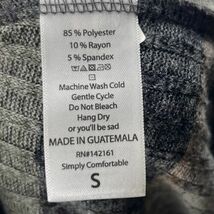 85 % Polyester
10 % Rayon
5 % Spandex
Machine Wash Cold
Gentle Cycle
Do Not Bleach
Hang Dry
or you'll be sad
MADE IN GUATEMALA
RN#142161
Simply Comfortable
S